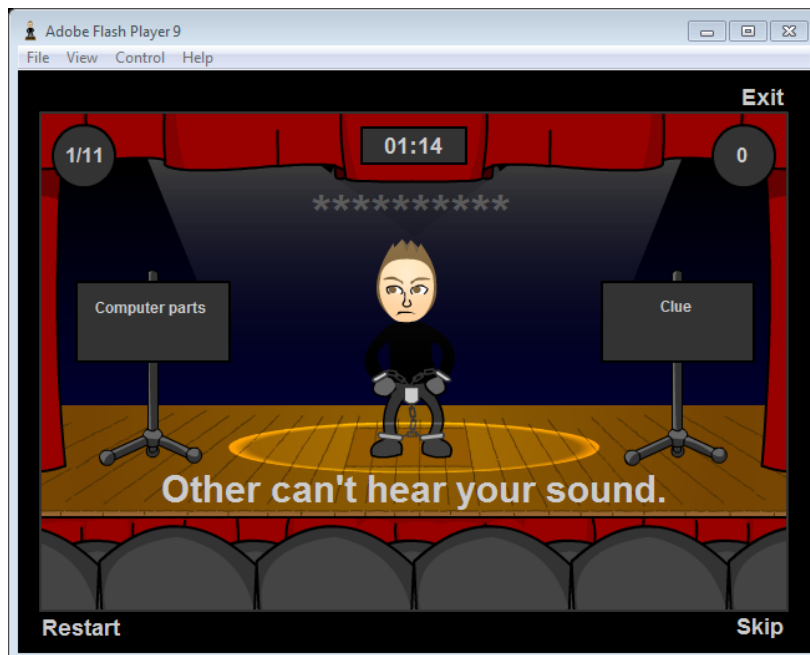 Adobe Flash Player 9
File View Control Help
Exit
1/11
01:14
0
**********
Computer parts
Clue
Other can't hear your sound.
Restart
Skip